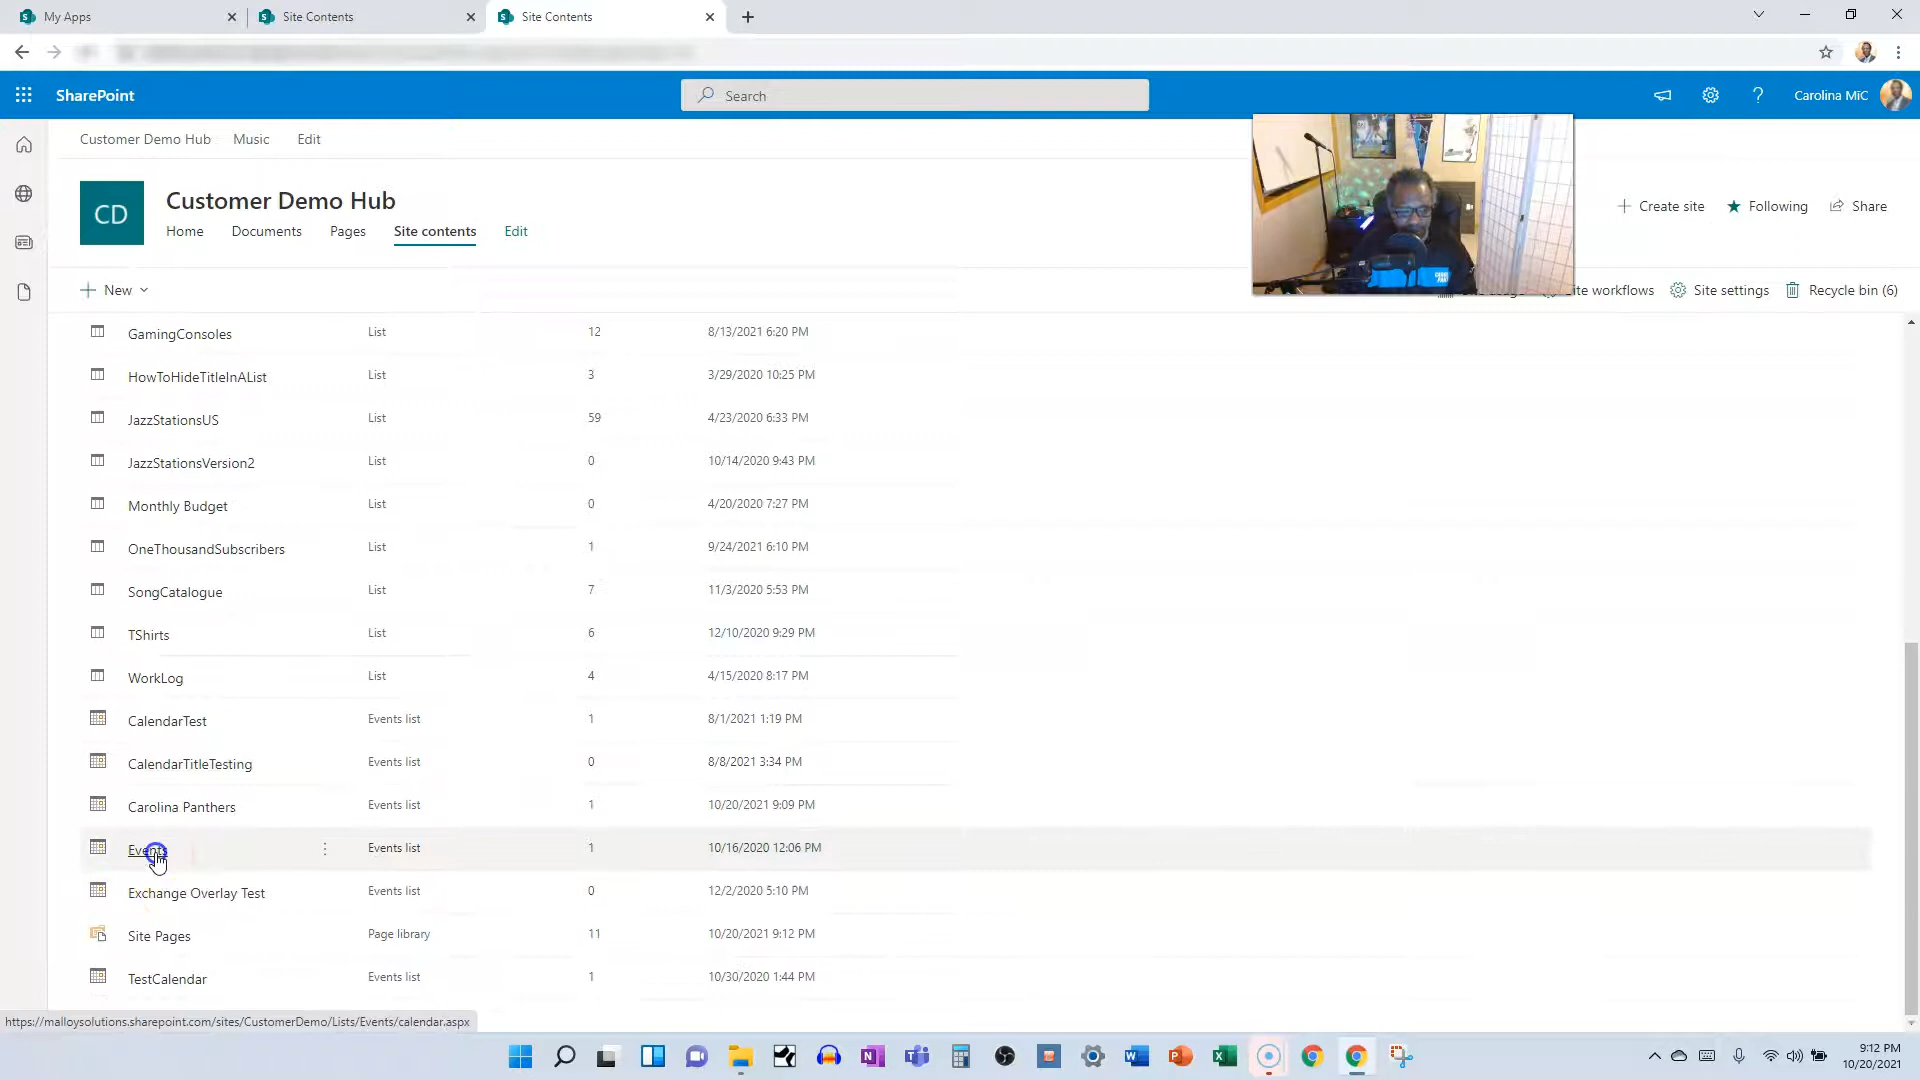 My Apps
Site Contents
Site Contents
SharePoint
Search
Carolina MiC
Customer Demo Hub Music Edit
CD
Customer Demo Hub
Home Documents Pages Site contents Edit
Create site Following Share
New
Site workflows Site settings Recycle bin (6)
GamingConsoles List 12 8/13/2021 6:20 PM
HowToHideTitleInAList List 3 3/29/2020 10:25 PM
JazzStationsUS List 59 4/23/2020 6:33 PM
JazzStationsVersion2 List 0 10/14/2020 9:43 PM
Monthly Budget List 0 4/20/2020 7:27 PM
OneThousandSubscribers List 1 9/24/2021 6:10 PM
SongCatalogue List 7 11/3/2020 5:53 PM
TShirts List 6 12/10/2020 9:29 PM
WorkLog List 4 4/15/2020 8:17 PM
CalendarTest Events list 1 8/1/2021 1:19 PM
CalendarTitleTesting Events list 0 8/8/2021 3:34 PM
Carolina Panthers Events list 1 10/20/2021 9:09 PM
Events Events list 1 10/16/2020 12:06 PM
Exchange Overlay Test Events list 0 12/2/2020 5:10 PM
Site Pages Page library 11 10/20/2021 9:12 PM
TestCalendar Events list 1 10/30/2020 1:44 PM
https://malloysolutions.sharepoint.com/sites/CustomerDemo/Lists/Events/calendar.aspx
9:12 PM
10/20/2021